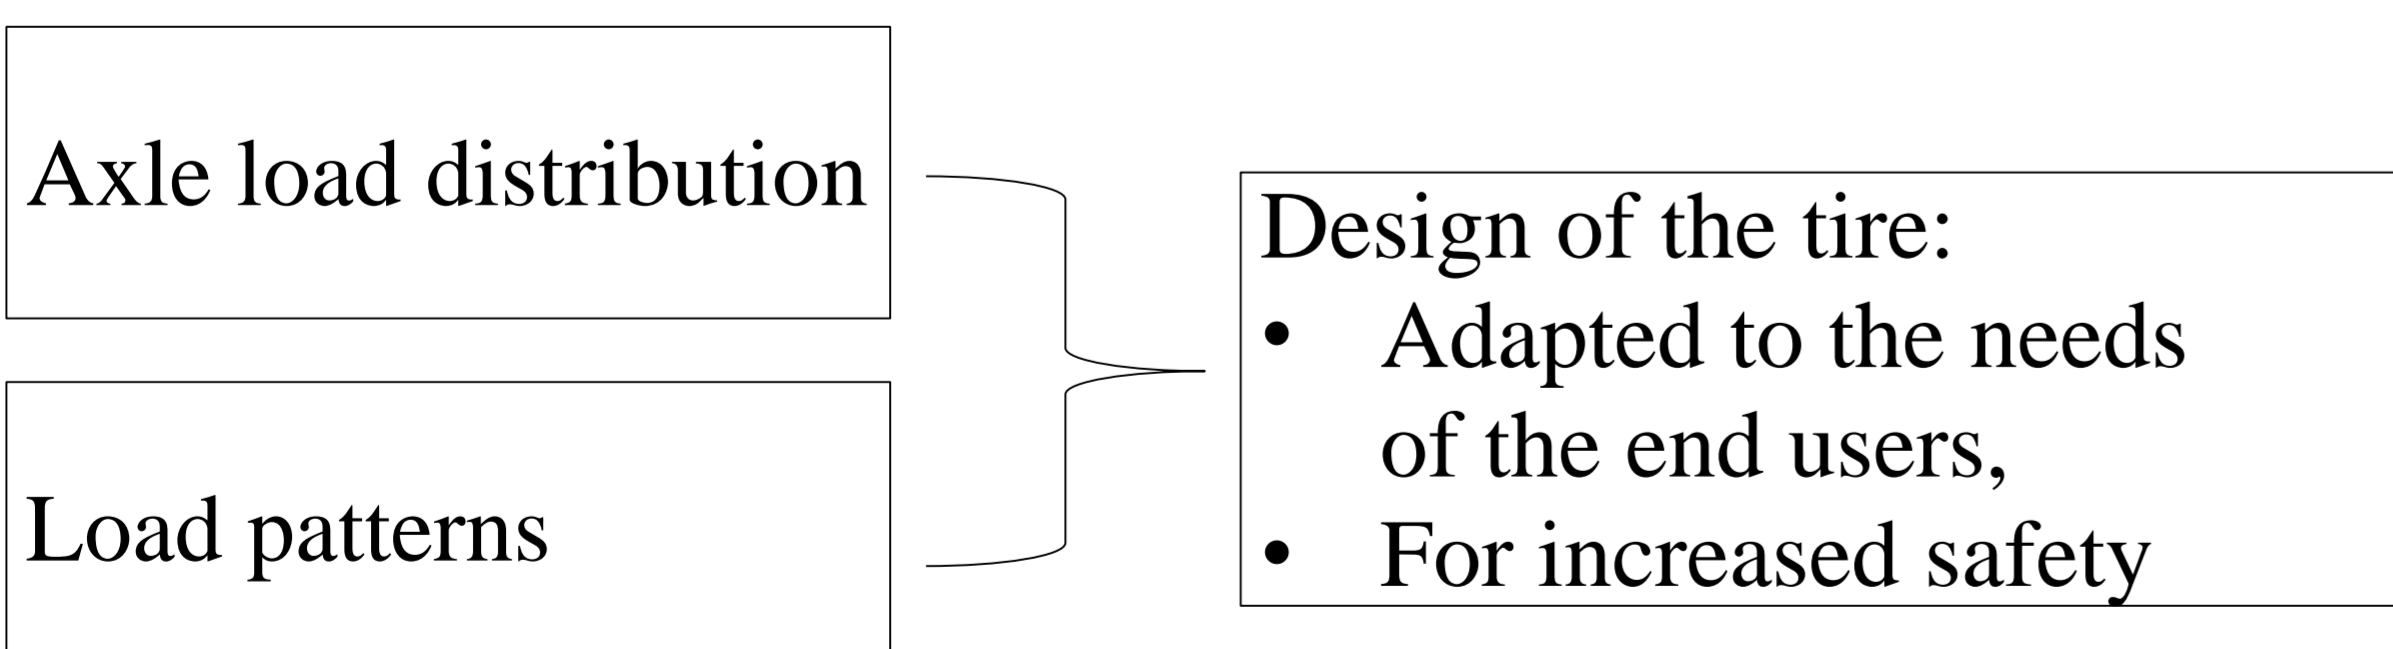 Axle load distribution
Load patterns
Design of the tire:
• Adapted to the needs
of the end users,
• For increased safety